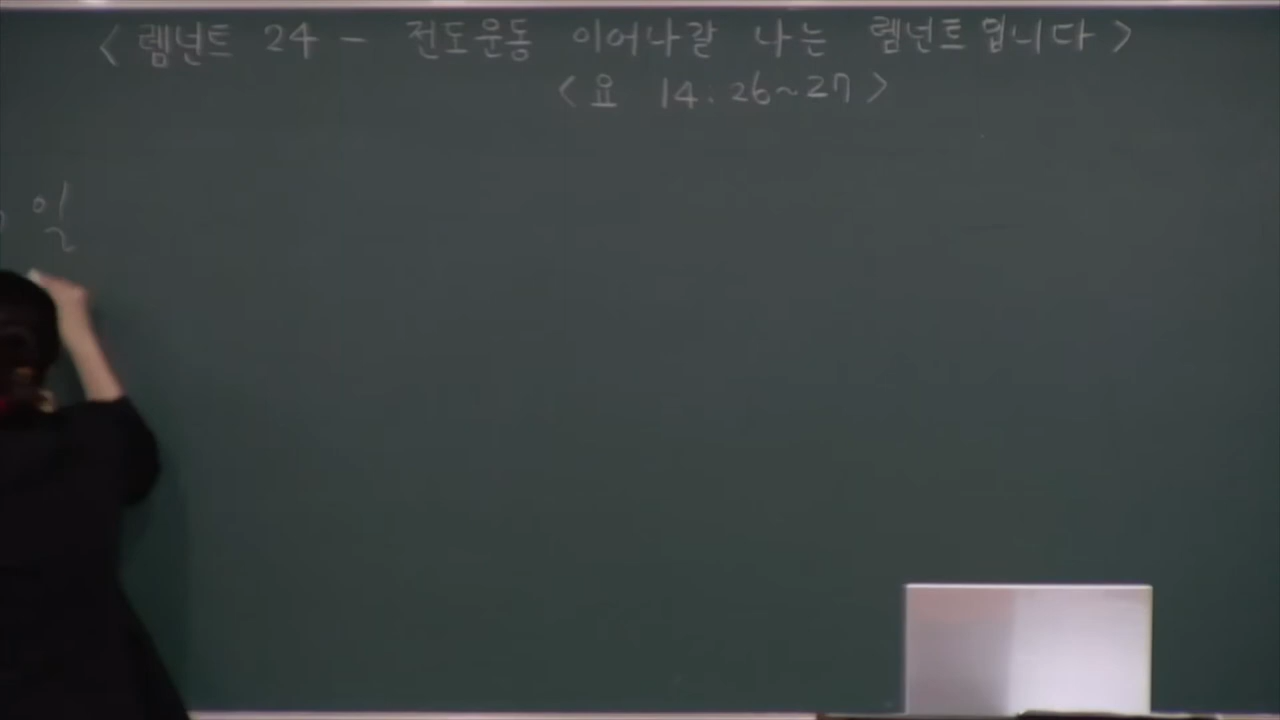 <렘넌트 24 - 전도운동 이어나갈 나는 렘넌트입니다>
<요 14:26~27>
일